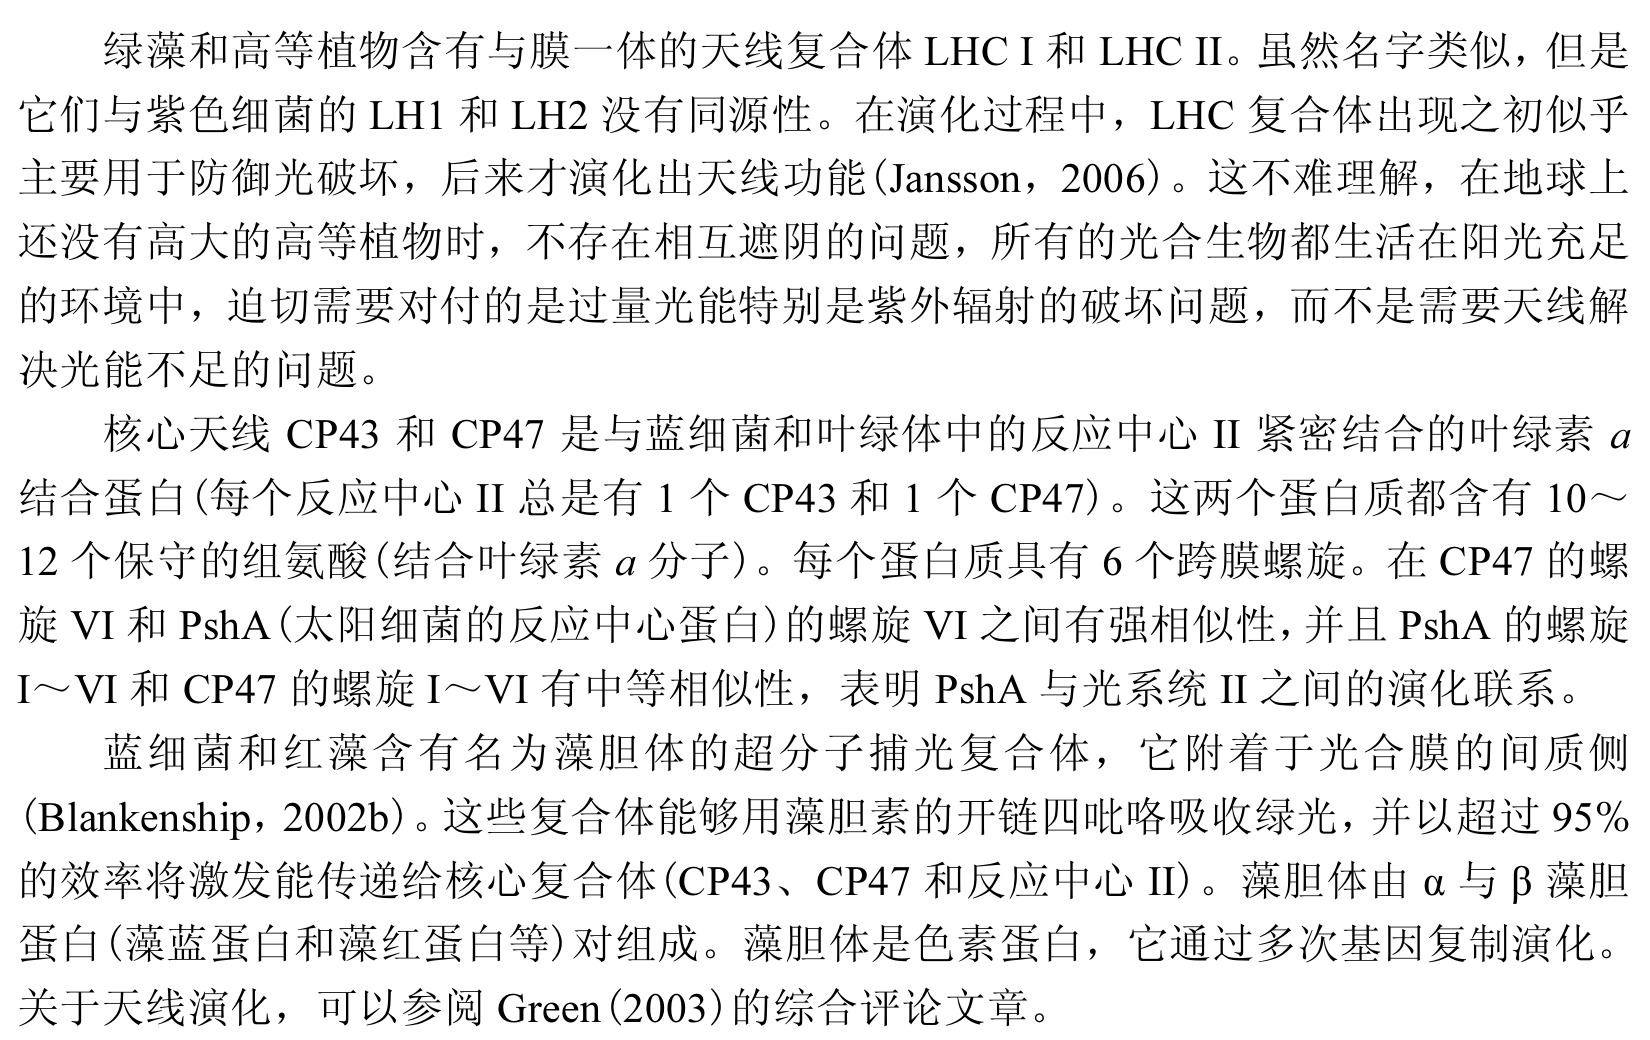 绿藻和高等植物含有与膜一体的天线复合体 LHC I 和 LHC II。虽然名字类似，但是
它们与紫色细菌的 LH1 和 LH2 没有同源性。在演化过程中，LHC 复合体出现之初似乎
主要用于防御光破坏，后来才演化出天线功能(Jansson，2006)。这不难理解，在地球上
还没有高大的高等植物时，不存在相互遮阴的问题，所有的光合生物都生活在阳光充足
的环境中，迫切需要对付的是过量光能特别是紫外辐射的破坏问题，而不是需要天线解
决光能不足的问题。
核心天线 CP43 和 CP47 是与蓝细菌和叶绿体中的反应中心 II 紧密结合的叶绿素 a
结合蛋白(每个反应中心 II 总是有 1 个 CP43 和 1 个 CP47)。这两个蛋白质都含有 10～
12 个保守的组氨酸(结合叶绿素 a 分子)。每个蛋白质具有 6 个跨膜螺旋。在 CP47 的螺
旋 VI 和 PshA(太阳细菌的反应中心蛋白)的螺旋 VI 之间有强相似性，并且 PshA 的螺旋
I～VI 和 CP47 的螺旋 I～VI 有中等相似性，表明 PshA 与光系统 II 之间的演化联系。
蓝细菌和红藻含有名为藻胆体的超分子捕光复合体，它附着于光合膜的间质侧
(Blankenship，2002b)。这些复合体能够用藻胆素的开链四吡咯吸收绿光，并以超过 95%
的效率将激发能传递给核心复合体(CP43、CP47 和反应中心 II)。藻胆体由 α 与 β 藻胆
蛋白(藻蓝蛋白和藻红蛋白等)对组成。藻胆体是色素蛋白，它通过多次基因复制演化。
关于天线演化，可以参阅 Green(2003)的综合评论文章。